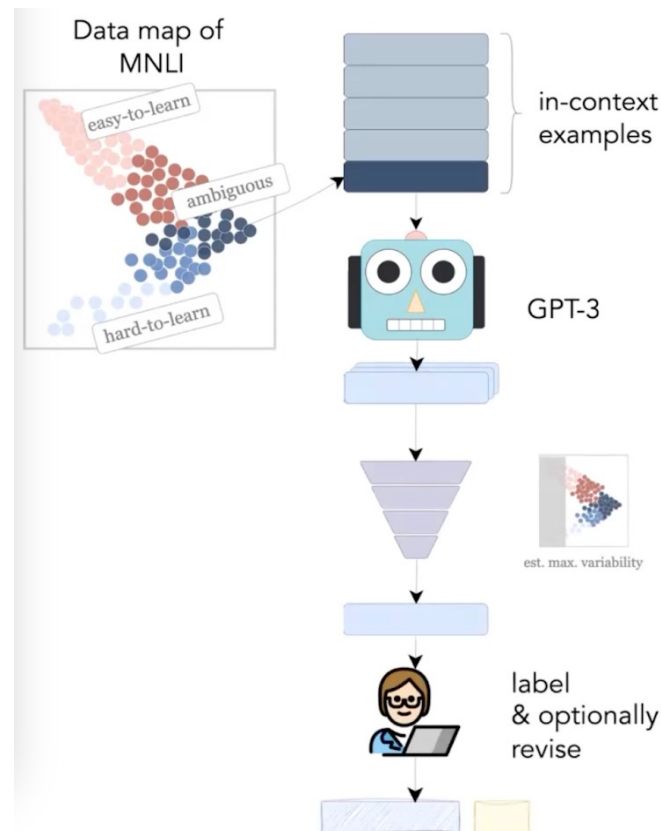 Data map of
MNLI
easy-to-learn
ambiguous
hard-to-learn
in-context
examples
GPT-3
est. max. variability
label
& optionally
revise